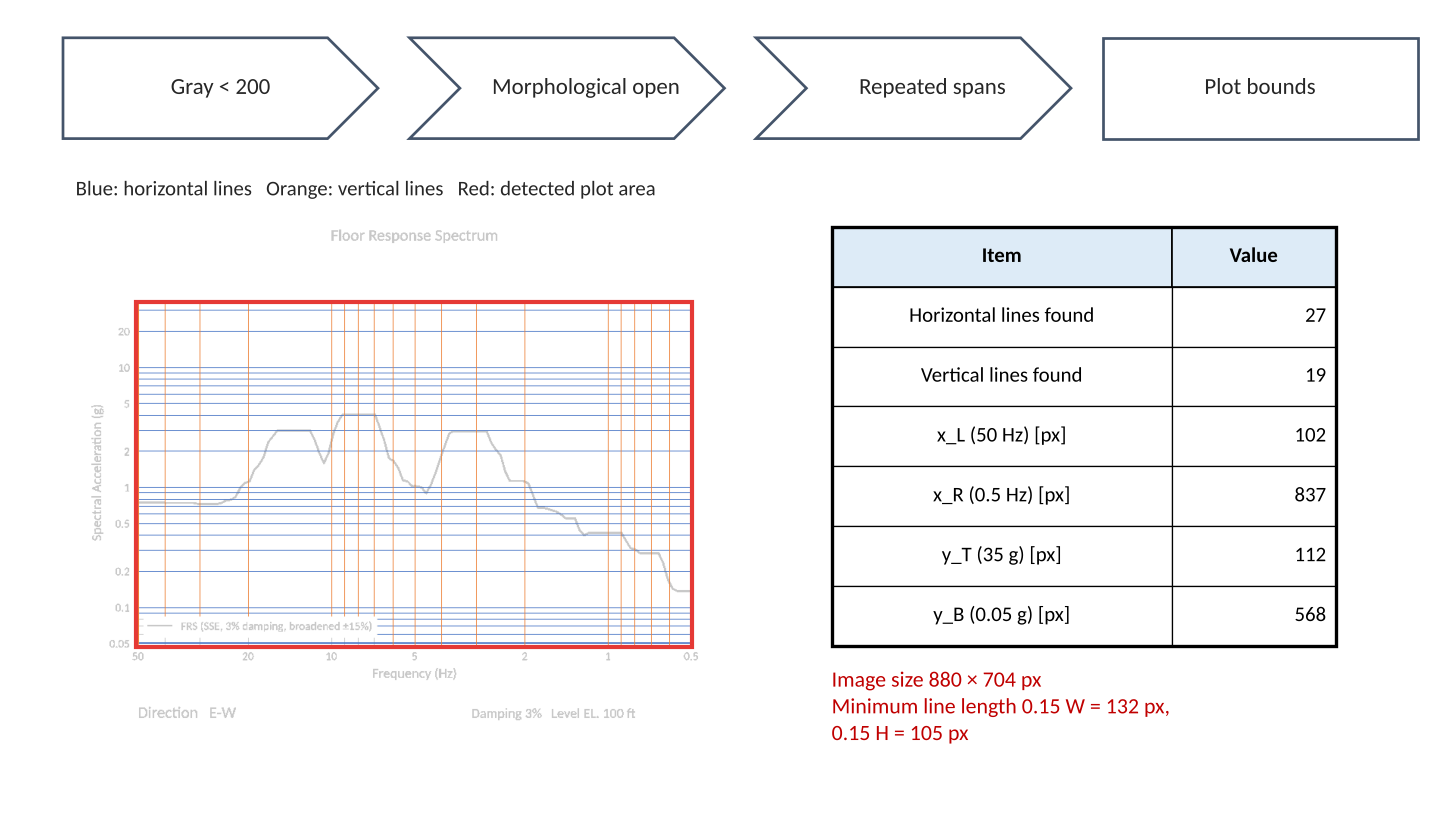 Gray < 200
Morphological open
Repeated spans
Plot bounds
Blue: horizontal lines   Orange: vertical lines   Red: detected plot area
Floor Response Spectrum
Spectral Acceleration (g)
20
10
5
2
1
0.5
0.2
0.1
0.05
FRS (SSE, 3% damping, broadened ±15%)
50 20 10 5 2 1 0.5
Frequency (Hz)
Direction   E-W
Damping 3%   Level EL. 100 ft
Item Value
Horizontal lines found 27
Vertical lines found 19
x_L (50 Hz) [px] 102
x_R (0.5 Hz) [px] 837
y_T (35 g) [px] 112
y_B (0.05 g) [px] 568
Image size 880 × 704 px
Minimum line length 0.15 W = 132 px,
0.15 H = 105 px